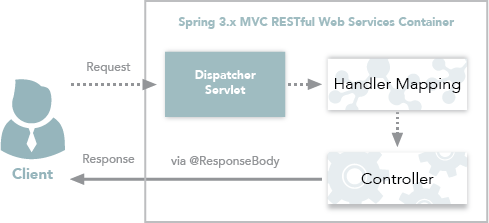 Spring 3.x MVC RESTful Web Services Container
Request
Dispatcher
Servlet
Handler Mapping
Response
via @ResponseBody
Controller
Client